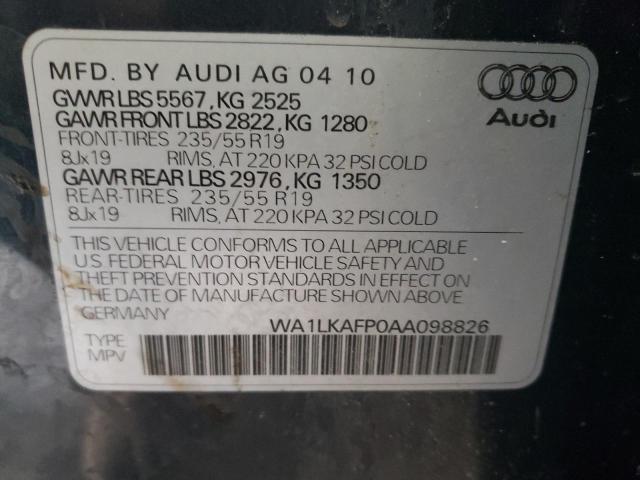 MFD. BY AUDI AG 04 10
GVWR LBS 5567, KG 2525
GAWR FRONT LBS 2822, KG 1280
FRONT-TIRES 235/55 R19
8Jx19 RIMS, AT 220 KPA 32 PSI COLD
GAWR REAR LBS 2976, KG 1350
REAR-TIRES 235/55 R19
8Jx19 RIMS, AT 220 KPA 32 PSI COLD
Audi
THIS VEHICLE CONFORMS TO ALL APPLICABLE
U.S FEDERAL MOTOR VEHICLE SAFETY AND
THEFT PREVENTION STANDARDS IN EFFECT ON
THE DATE OF MANUFACTURE SHOWN ABOVE
GERMANY
WA1LKAFP0AA098826
TYPE
MPV